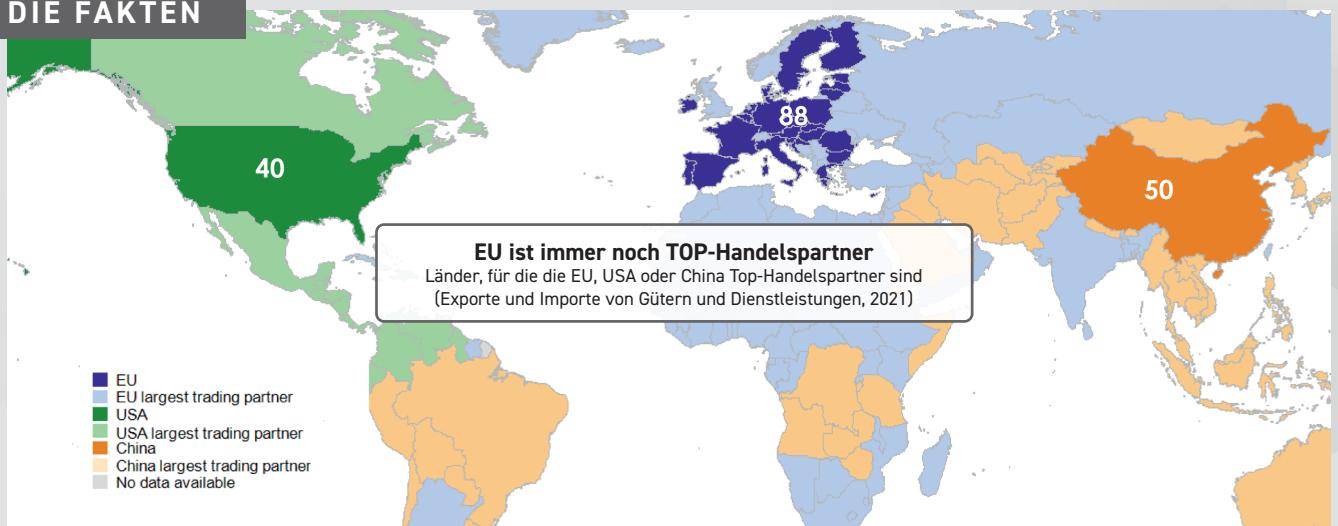 DIE FAKTEN
88
40
50
EU ist immer noch TOP-Handelspartner
Länder, für die die EU, USA oder China Top-Handelspartner sind
(Exporte und Importe von Gütern und Dienstleistungen, 2021)
EU
EU largest trading partner
USA
USA largest trading partner
China
China largest trading partner
No data available